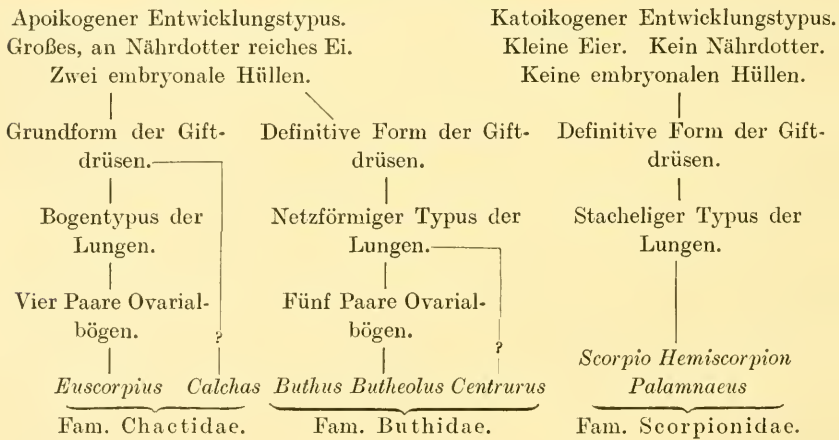 Apoikogener Entwicklungstypus.
Großes, an Nährdotter reiches Ei.
Zwei embryonale Hüllen.
Grundform der Gift-
drüsen.
Bogentypus der
Lungen.
Vier Paare Ovarial-
bögen.
?
Euscorpius Calchas
Fam. Chactidae.
Definitive Form der Gift-
drüsen.
Netzförmiger Typus der
Lungen.
Fünf Paare Ovarial-
bögen.
?
Buthus Butheolus Centrurus
Fam. Buthidae.
Katoikogener Entwicklungstypus.
Kleine Eier. Kein Nährdotter.
Keine embryonalen Hüllen.
Definitive Form der Gift-
drüsen.
Stacheliger Typus der
Lungen.
Scorpio Hemiscorpion
Palamnaeus
Fam. Scorpionidae.